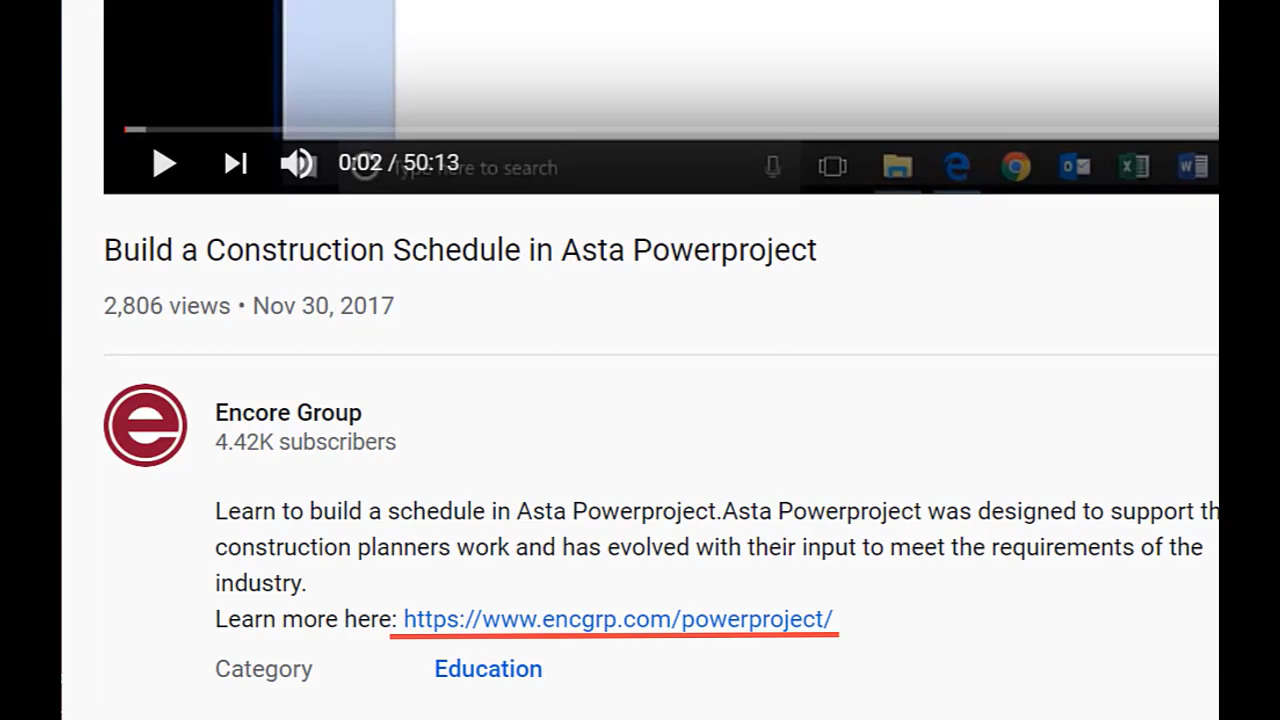 0:02 / 50:13
Type here to search
Build a Construction Schedule in Asta Powerproject
2,806 views • Nov 30, 2017
Encore Group
4.42K subscribers
Learn to build a schedule in Asta Powerproject.Asta Powerproject was designed to support th
construction planners work and has evolved with their input to meet the requirements of the
industry.
Learn more here: https://www.encgrp.com/powerproject/
Category Education